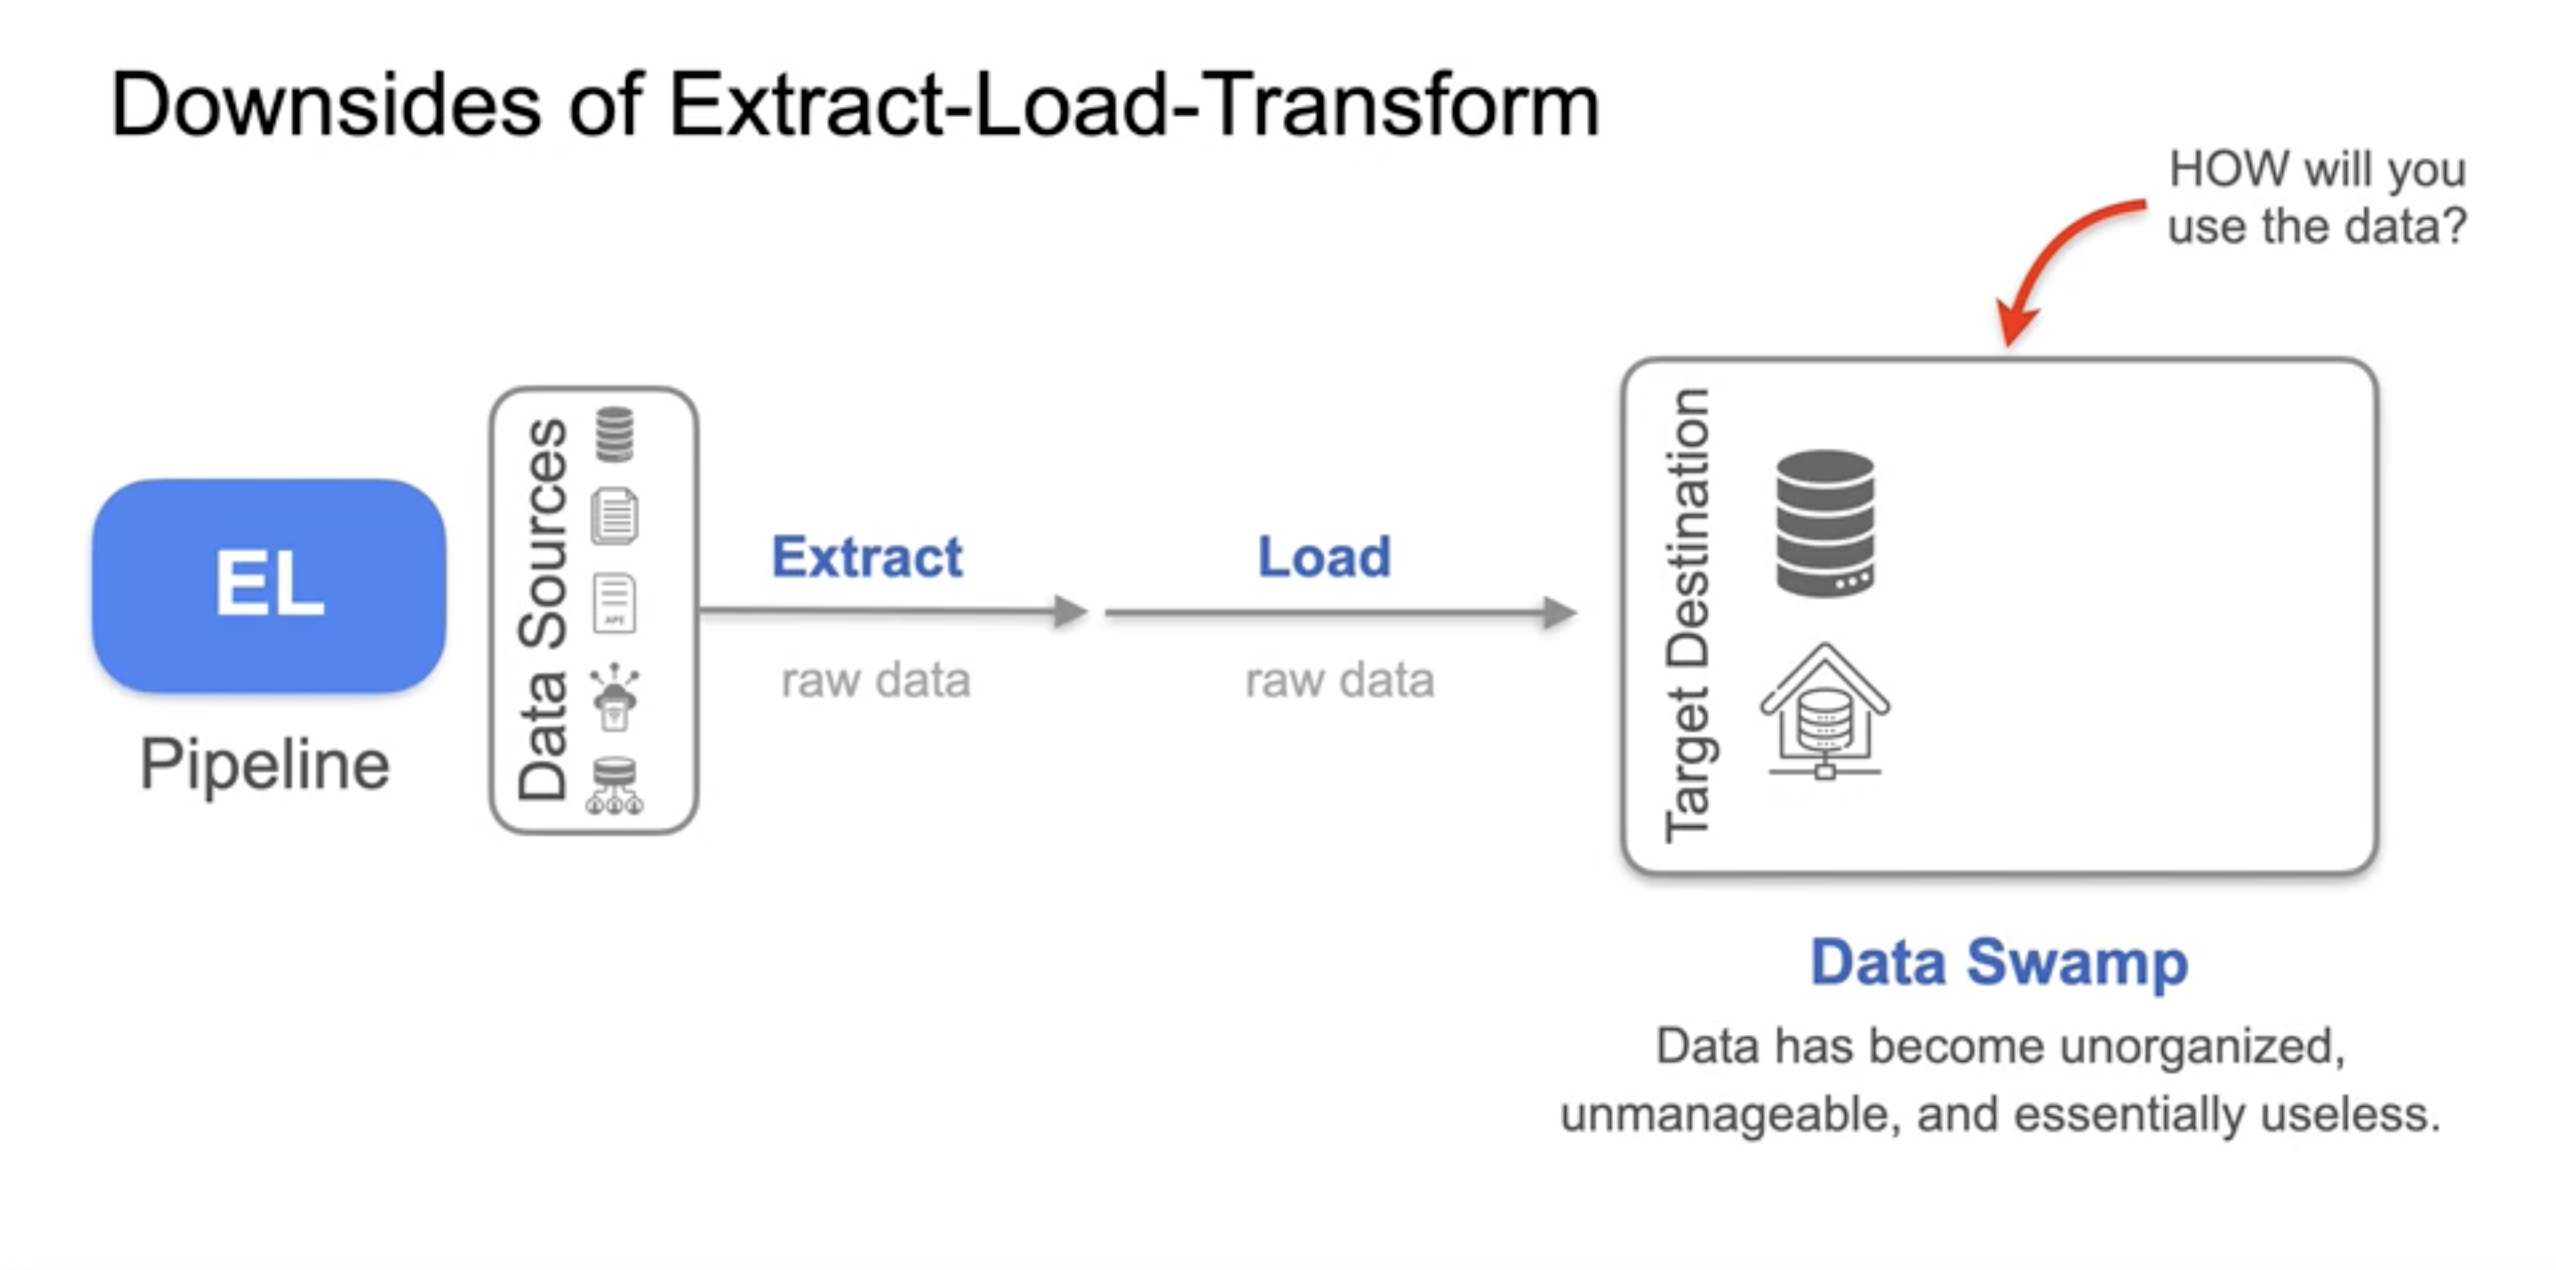 Downsides of Extract-Load-Transform
HOW will you
use the data?
EL
Pipeline
Data Sources
API
Extract
raw data
Load
raw data
Target Destination
Data Swamp
Data has become unorganized,
unmanageable, and essentially useless.